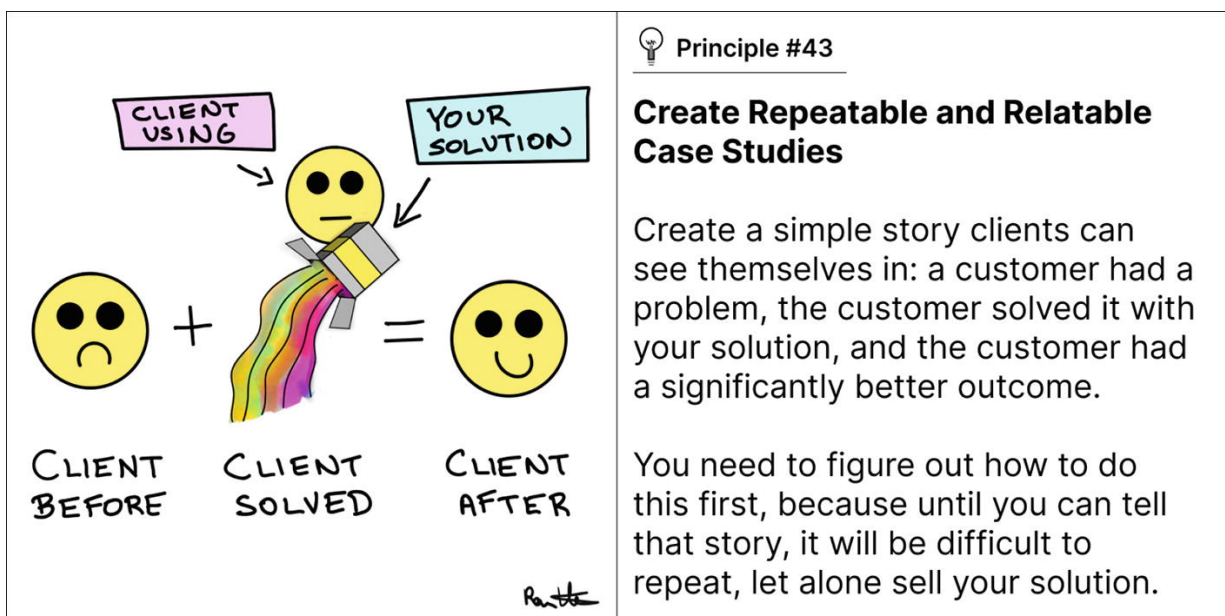 CLIENT
USING
YOUR
SOLUTION
+
=
CLIENT
BEFORE
CLIENT
SOLVED
CLIENT
AFTER
Principle #43
Create Repeatable and Relatable
Case Studies
Create a simple story clients can
see themselves in: a customer had a
problem, the customer solved it with
your solution, and the customer had
a significantly better outcome.
You need to figure out how to do
this first, because until you can tell
that story, it will be difficult to
repeat, let alone sell your solution.